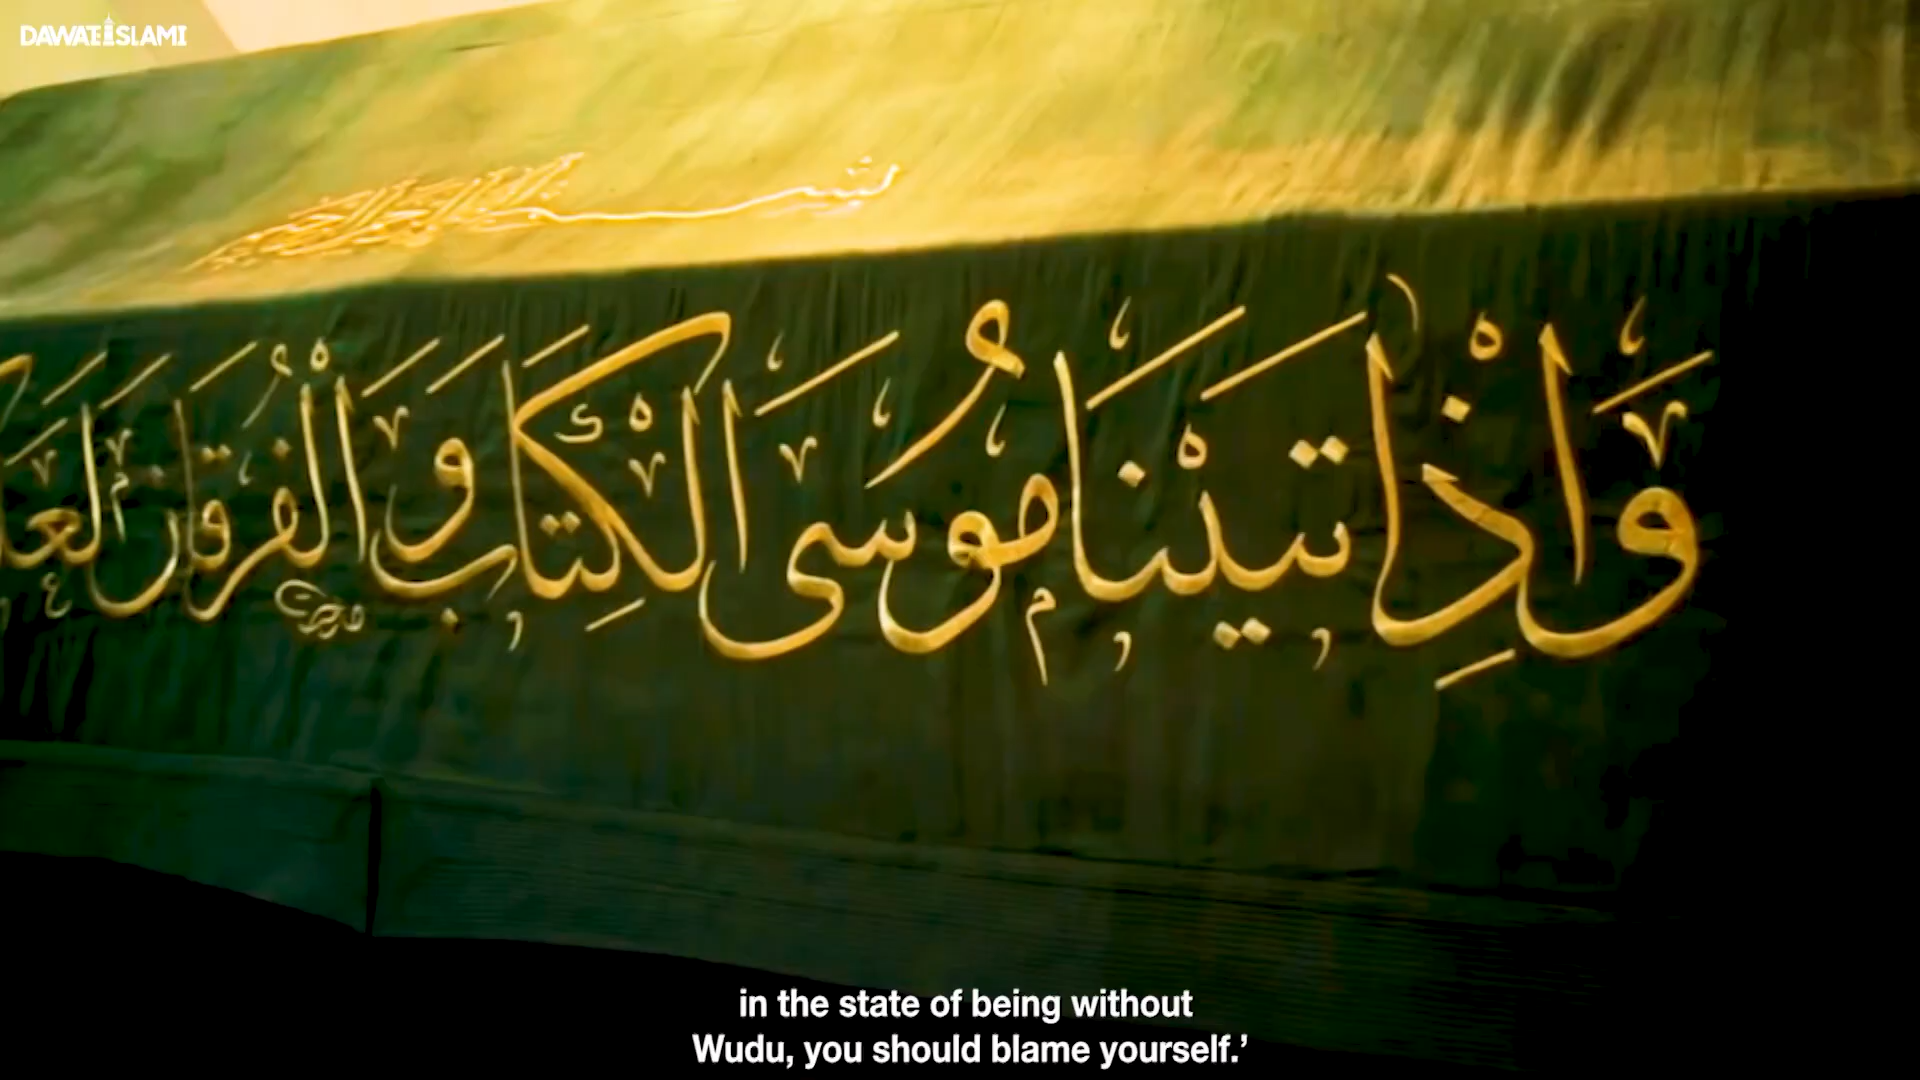 DAWATEISLAMI
بسم الله الرحمن الرحيم
وَاِذْ اٰتَيْنَا مُوْسَى الْكِتَابَ وَ الْفُرْقَانَ
in the state of being without
Wudu, you should blame yourself.’